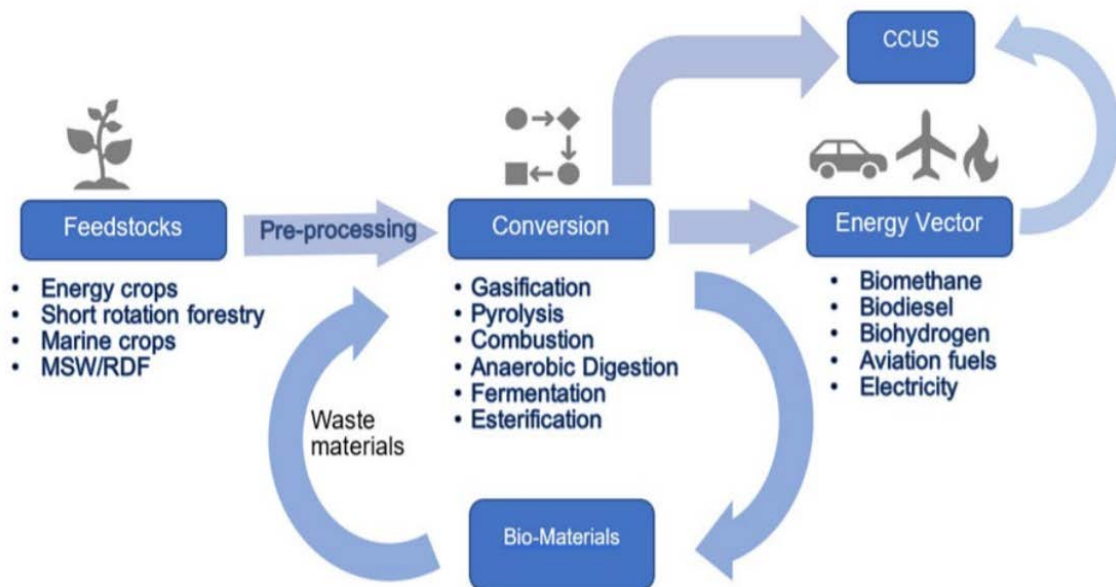 CCUS
Feedstocks
Pre-processing
Conversion
Energy Vector
• Energy crops
• Short rotation forestry
• Marine crops
• MSW/RDF
• Gasification
• Pyrolysis
• Combustion
• Anaerobic Digestion
• Fermentation
• Esterification
• Biomethane
• Biodiesel
• Biohydrogen
• Aviation fuels
• Electricity
Waste
materials
Bio-Materials